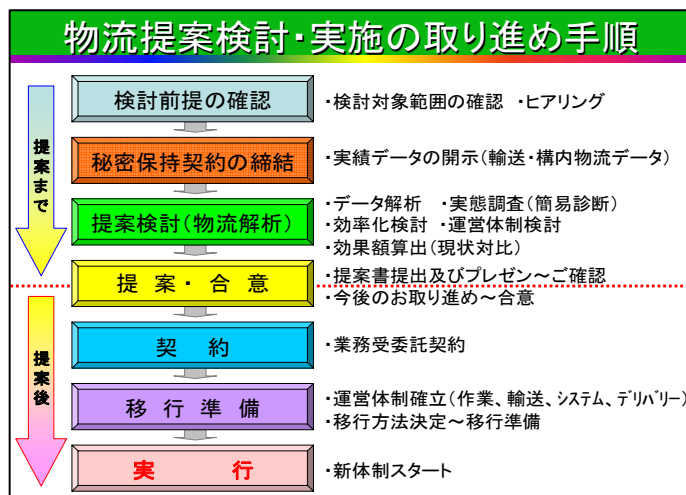 物流提案検討・実施の取り進め手順
提案まで
検討前提の確認
・検討対象範囲の確認 ・ヒアリング
秘密保持契約の締結
・実績データの開示(輸送・構内物流データ)
提案検討(物流解析)
・データ解析 ・実態調査(簡易診断)
・効率化検討 ・運営体制検討
・効果額算出(現状対比)
提案・合意
・提案書提出及びプレゼン~ご確認
・今後のお取り進め~合意
提案後
契約
・業務受委託契約
移行準備
・運営体制確立(作業、輸送、システム、デリバリー)
・移行方法決定~移行準備
実行
・新体制スタート